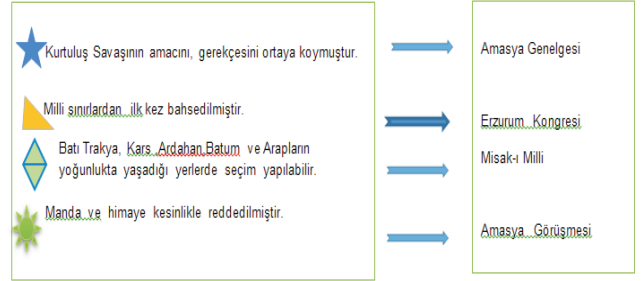 Kurtuluş Savaşının amacını, gerekçesini ortaya koymuştur.
Milli sınırlardan ilk kez bahsedilmiştir.
Batı Trakya, Kars ,Ardahan,Batum ve Arapların
yoğunlukta yaşadığı yerlerde seçim yapılabilir.
Manda ve himaye kesinlikle reddedilmiştir.
Amasya Genelgesi
Erzurum Kongresi
Misak-ı Milli
Amasya Görüşmesi